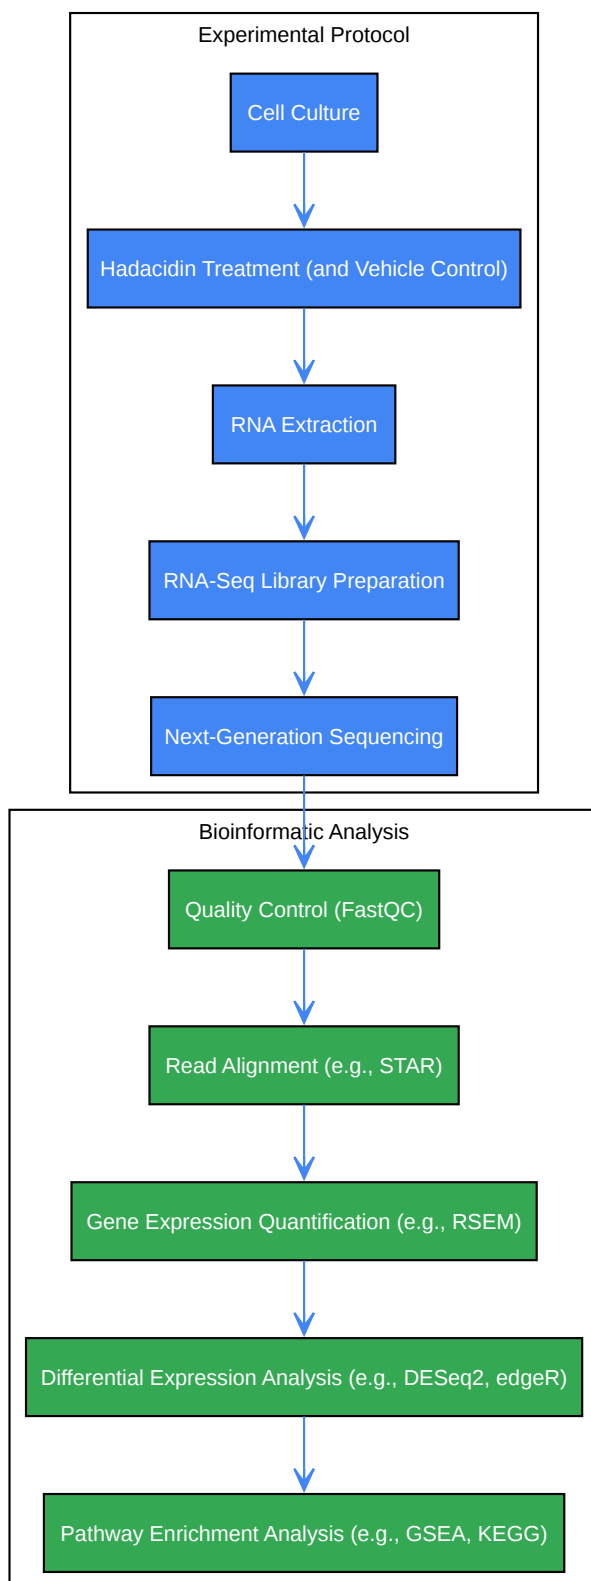 Experimental Protocol
Cell Culture
Hadacidin Treatment (and Vehicle Control)
RNA Extraction
RNA-Seq Library Preparation
Next-Generation Sequencing
Bioinformatic Analysis
Quality Control (FastQC)
Read Alignment (e.g., STAR)
Gene Expression Quantification (e.g., RSEM)
Differential Expression Analysis (e.g., DESeq2, edgeR)
Pathway Enrichment Analysis (e.g., GSEA, KEGG)